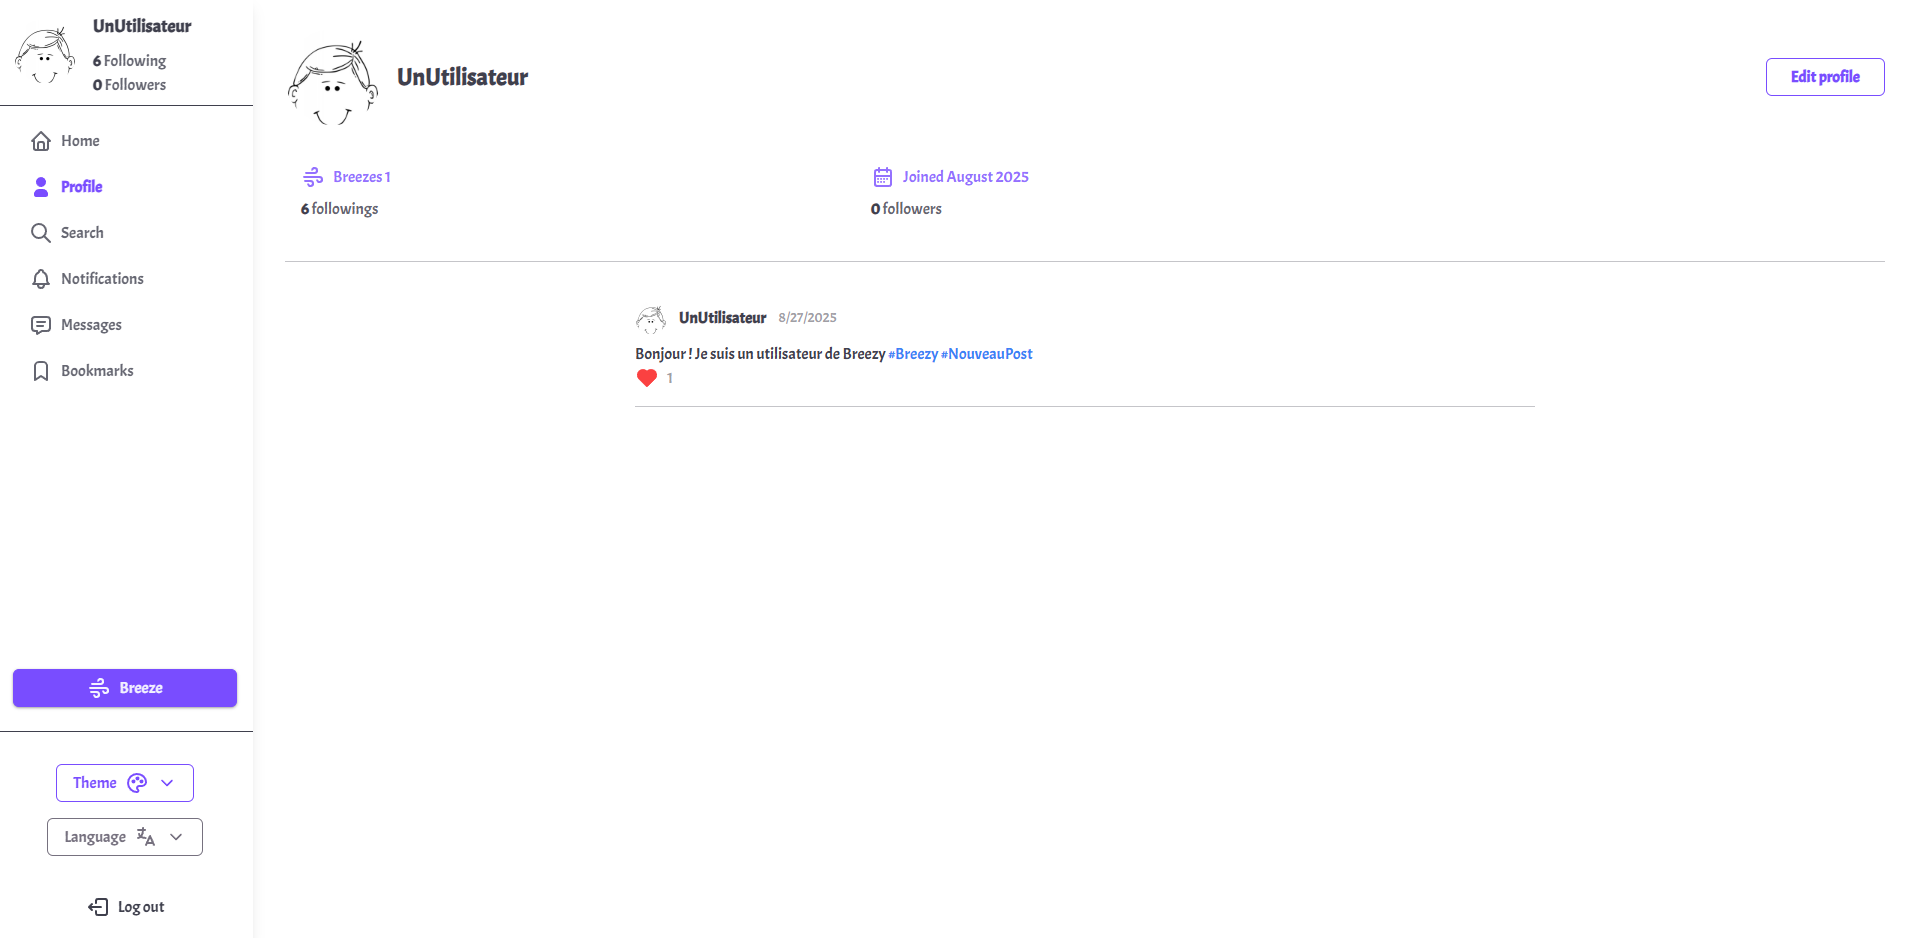 UnUtilisateur
6 Following
0 Followers
Home
Profile
Search
Notifications
Messages
Bookmarks
Breeze
Theme
Language
Log out
UnUtilisateur
Edit profile
Breezes 1
Joined August 2025
6 followings
0 followers
UnUtilisateur 8/27/2025
Bonjour ! Je suis un utilisateur de Breezy #Breezy #NouveauPost
1